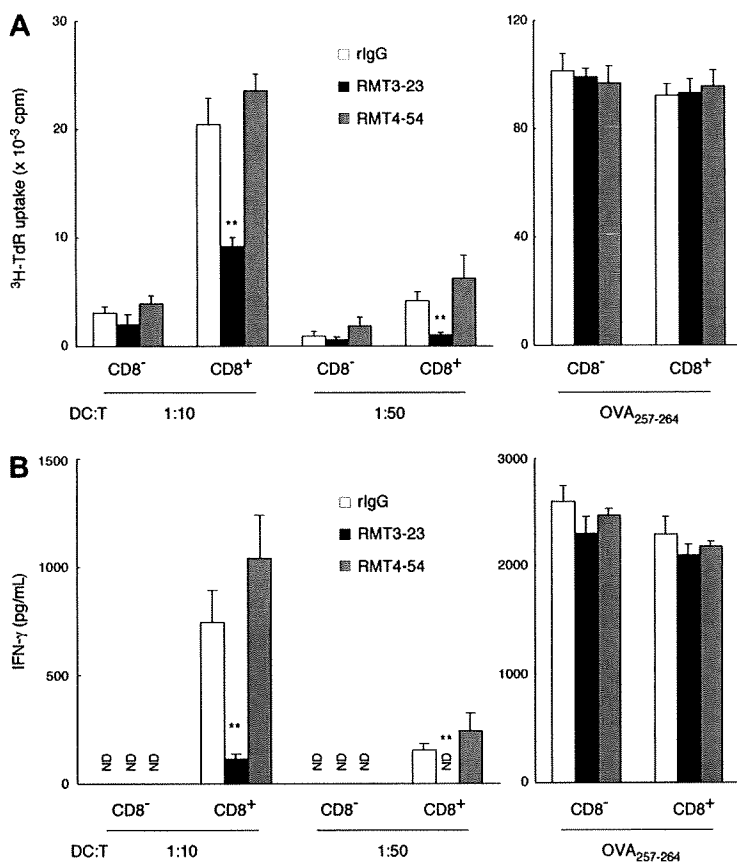 A
³H-TdR uptake (x 10⁻³ cpm)
30
20
10
0
rIgG
RMT3-23
RMT4-54
**
**
CD8⁻ CD8⁺ CD8⁻ CD8⁺
DC:T 1:10 1:50
120
80
40
0
CD8⁻ CD8⁺
OVA₂₅₇₋₂₆₄
B
IFN-γ (pg/mL)
1500
1000
500
0
rIgG
RMT3-23
RMT4-54
ND ND ND
**
ND ND ND
**
ND
CD8⁻ CD8⁺ CD8⁻ CD8⁺
DC:T 1:10 1:50
3000
2000
1000
0
CD8⁻ CD8⁺
OVA₂₅₇₋₂₆₄